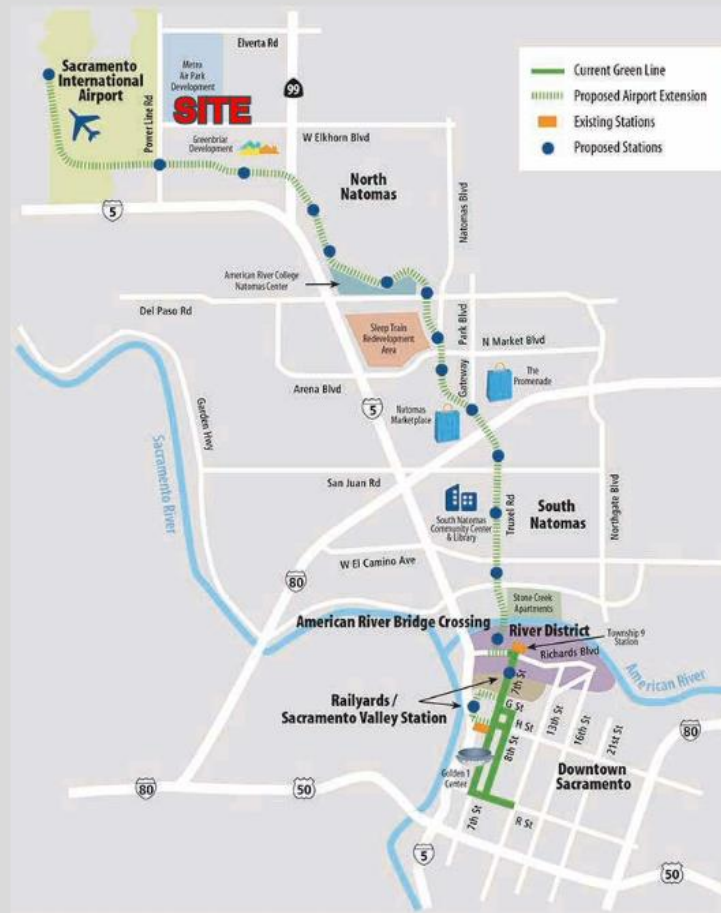 Elverta Rd
Sacramento
International
Airport
Metro
Air Park
Development
SITE
99
Current Green Line
Proposed Airport Extension
Existing Stations
Proposed Stations
Power Line Rd
Greenbriar
Development
W Elkhorn Blvd
North
Natomas
5
Natomas Blvd
American River College
Natomas Center
Del Paso Rd
Sleep Train
Redevelopment
Area
Park Blvd
N Market Blvd
Gateway
The
Promenade
Arena Blvd
5
Natomas
Marketplace
Garden Hwy
Sacramento River
San Juan Rd
South Natomas
Community Center
& Library
Truxel Rd
South
Natomas
Northgate Blvd
W El Camino Ave
80
Stone Creek
Apartments
American River Bridge Crossing
River District
Township 9
Station
Richards Blvd
American River
7th St
Railyards /
Sacramento Valley Station
G St
H St
13th St
16th St
21st St
80
8th St
Golden 1
Center
Downtown
Sacramento
80
50
7th St
R St
5
50